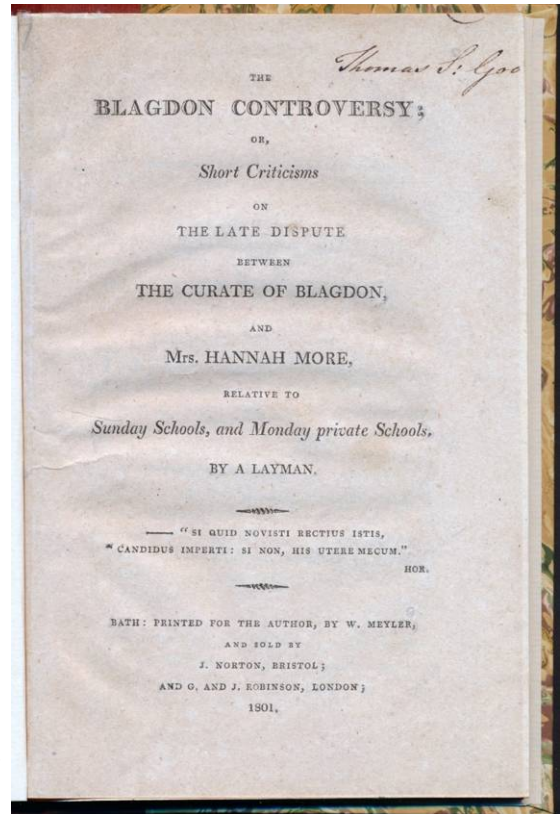 Thomas S:
THE
BLAGDON CONTROVERSY;
OR,
Short Criticisms
ON
THE LATE DISPUTE
BETWEEN
THE CURATE OF BLAGDON,
AND
Mrs. HANNAH MORE,
RELATIVE TO
Sunday Schools, and Monday private Schools.
BY A LAYMAN.
—— "SI QUID NOVISTI RECTIUS ISTIS,
"CANDIDUS IMPERTI: SI NON, HIS UTERE MECUM."
HOR.
BATH: PRINTED FOR THE AUTHOR, BY W. MEYLER,
AND SOLD BY
J. NORTON, BRISTOL;
AND G. AND J. ROBINSON, LONDON;
1801.